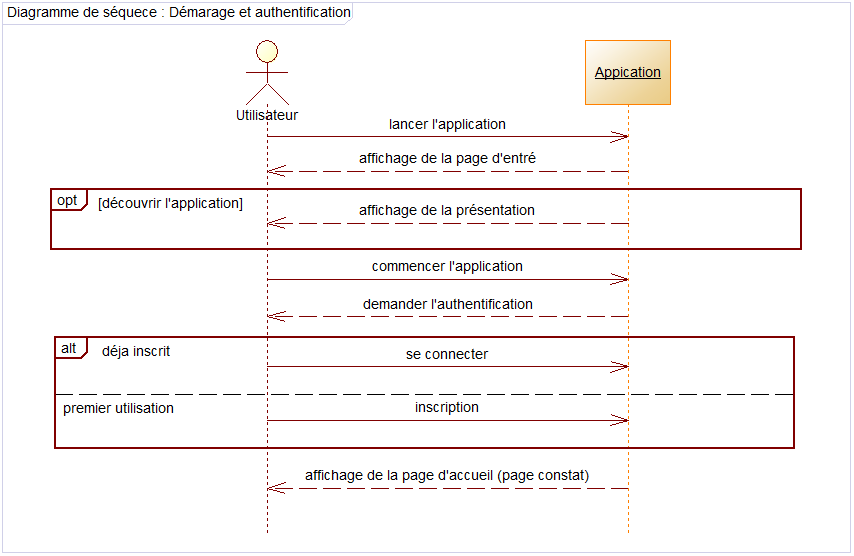 Diagramme de séquece : Démarage et authentification
Appication
Utilisateur
lancer l'application
affichage de la page d'entré
opt
[découvrir l'application]
affichage de la présentation
commencer l'application
demander l'authentification
alt
déja inscrit
se connecter
premier utilisation
inscription
affichage de la page d'accueil (page constat)